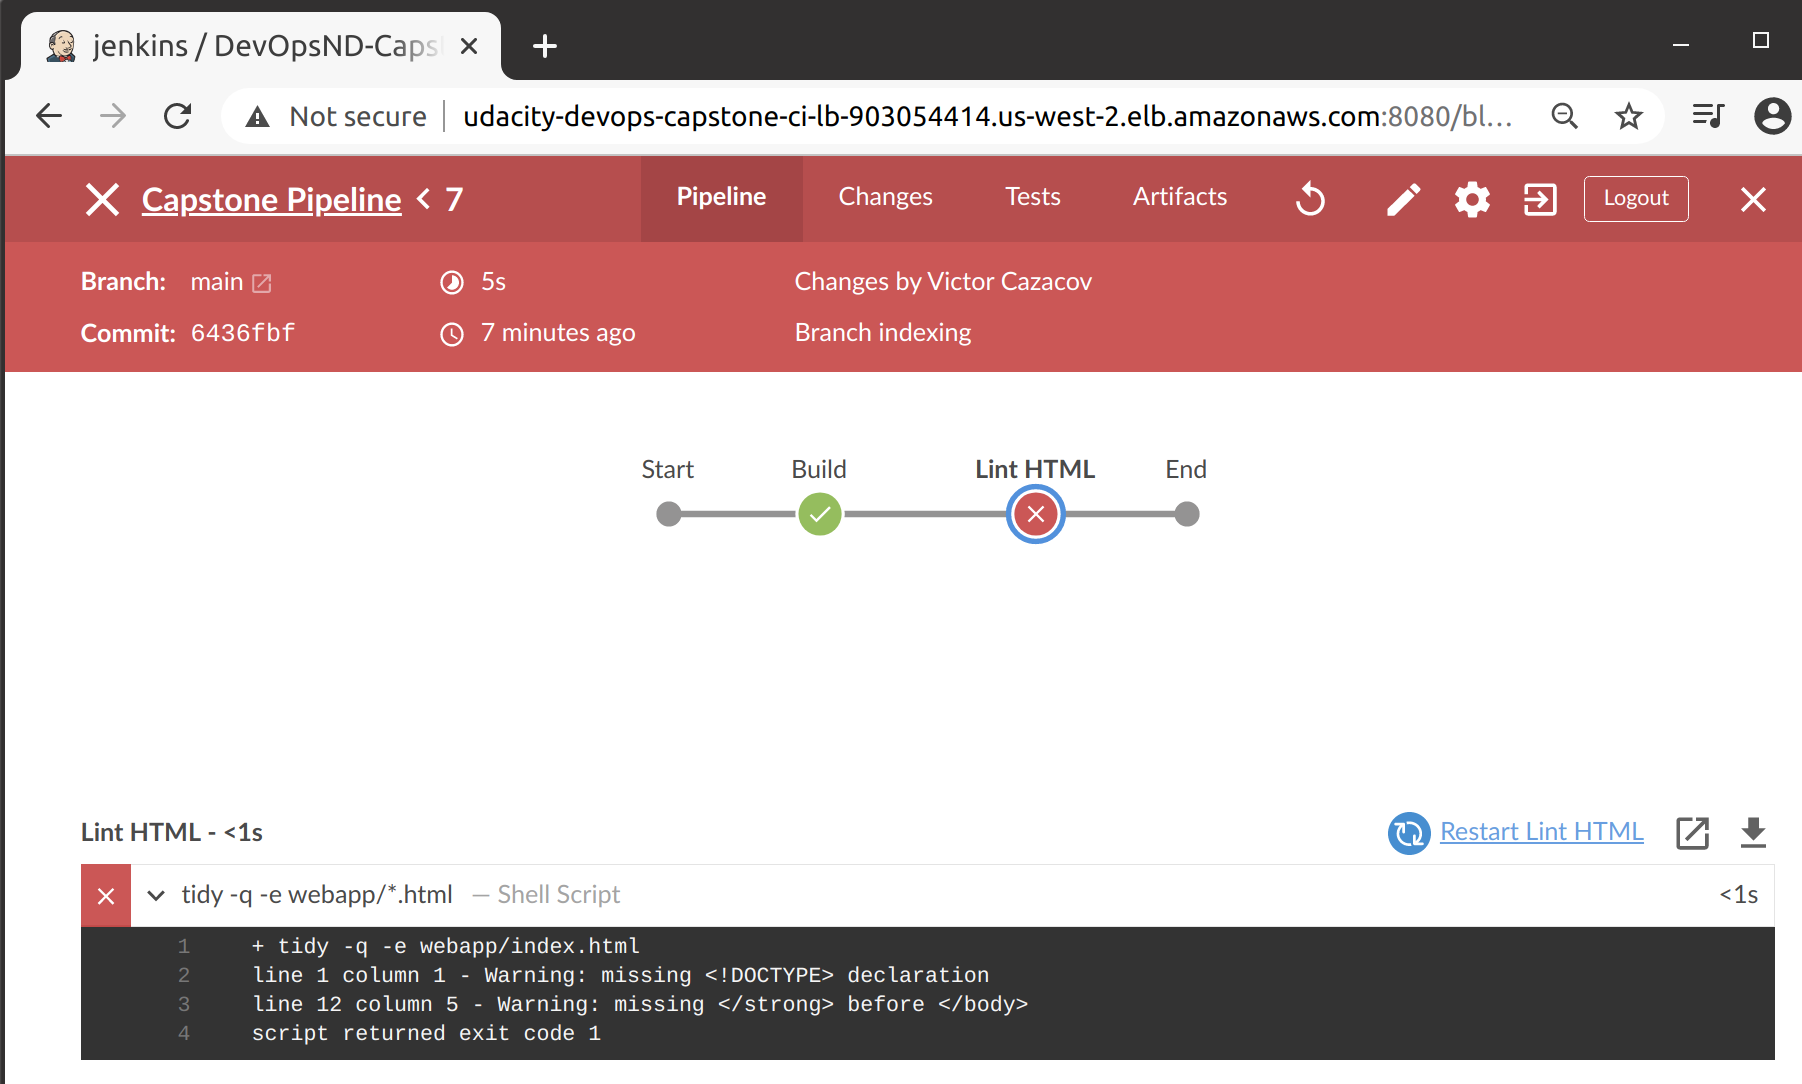 jenkins / DevOpsND-Caps
Not secure
udacity-devops-capstone-ci-lb-903054414.us-west-2.elb.amazonaws.com:8080/bl...
Capstone Pipeline < 7
Pipeline
Changes
Tests
Artifacts
Logout
Branch: main
5s
Changes by Victor Cazacov
Commit: 6436fbf
7 minutes ago
Branch indexing
Start
Build
Lint HTML
End
Lint HTML - <1s
Restart Lint HTML
tidy -q -e webapp/*.html — Shell Script
<1s
1 + tidy -q -e webapp/index.html
2 line 1 column 1 - Warning: missing <!DOCTYPE> declaration
3 line 12 column 5 - Warning: missing </strong> before </body>
4 script returned exit code 1